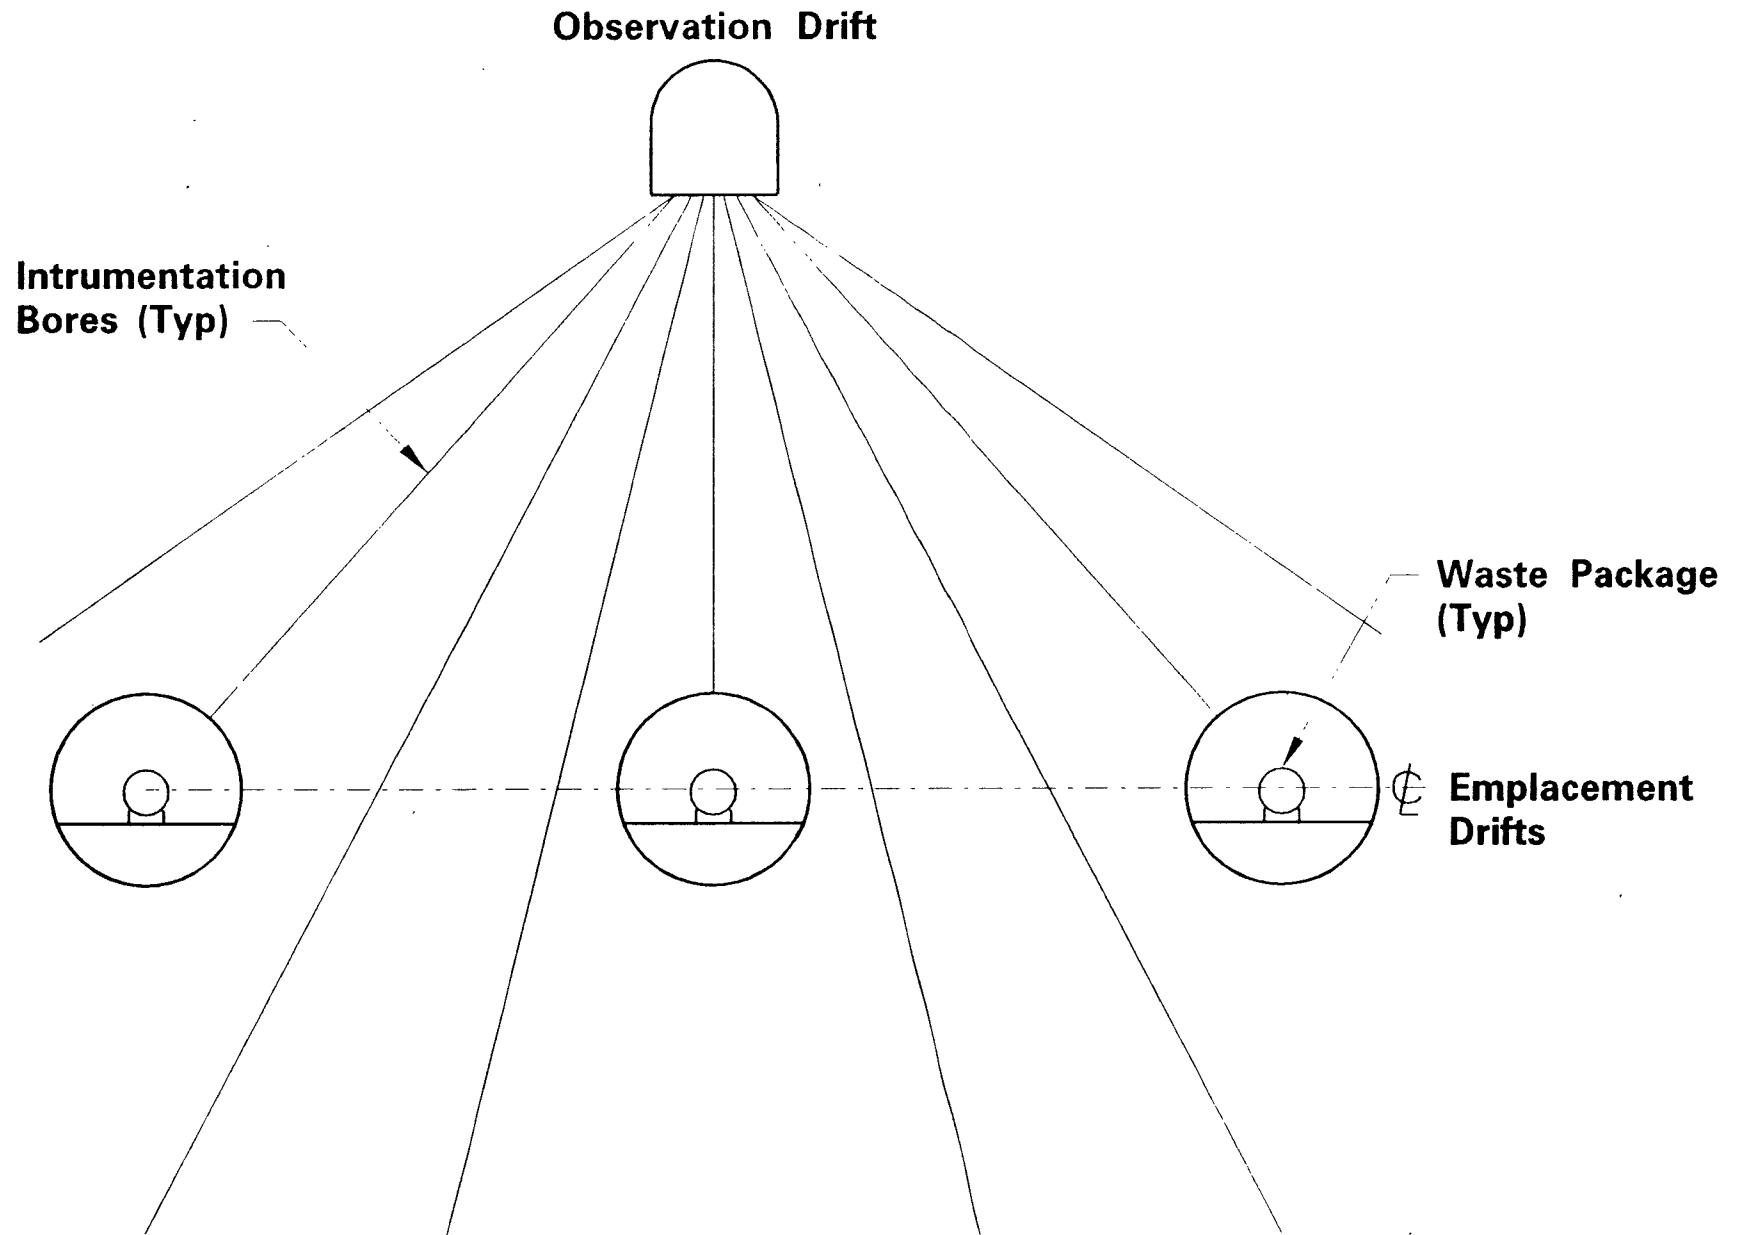 Observation Drift
Intrumentation
Bores (Typ)
Waste Package
(Typ)
℄ Emplacement
Drifts